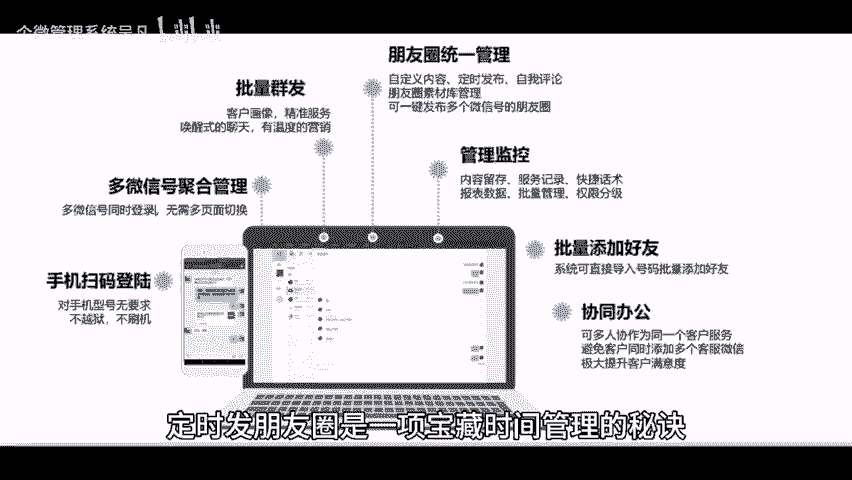 个微管理系统吴凡
朋友圈统一管理
自定义内容、定时发布、自我评论
朋友圈素材库管理
可一键发布多个微信号的朋友圈
批量群发
客户画像，精准服务
唤醒式的聊天，有温度的营销
管理监控
内容留存、服务记录、快捷话术
报表数据、批量管理、权限分级
多微信号聚合管理
多微信号同时登录，无需多页面切换
批量添加好友
系统可直接导入号码批量添加好友
手机扫码登陆
对手机型号无要求
不越狱，不刷机
协同办公
可多人协作为同一个客户服务
避免客户同时添加多个客服微信
极大提升客户满意度
定时发朋友圈是一项宝藏时间管理的秘诀